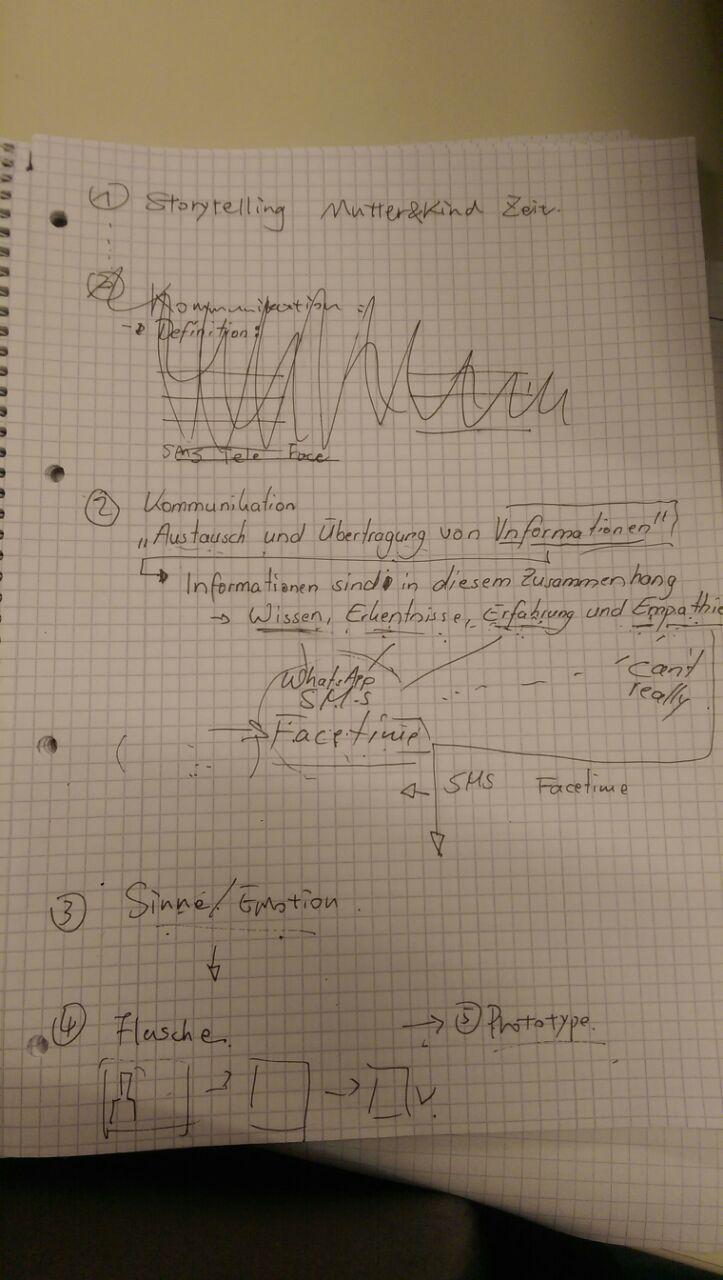 ① Storytelling Mutter&Kind Zeit.
② Kommunikation:
→ Definition:
SMS Tele Face
② Kommunikation
„Austausch und Übertragung von Informationen"
↳ Informationen sind in diesem Zusammenhang
→ Wissen, Erkentnisse, Erfahrung und Empathie
WhatsApp
SMS
"can't
really
→ Facetime
← SMS Facetime
③ Sinne/Emotion.
④ Flasche. → ⑤ Prototype.